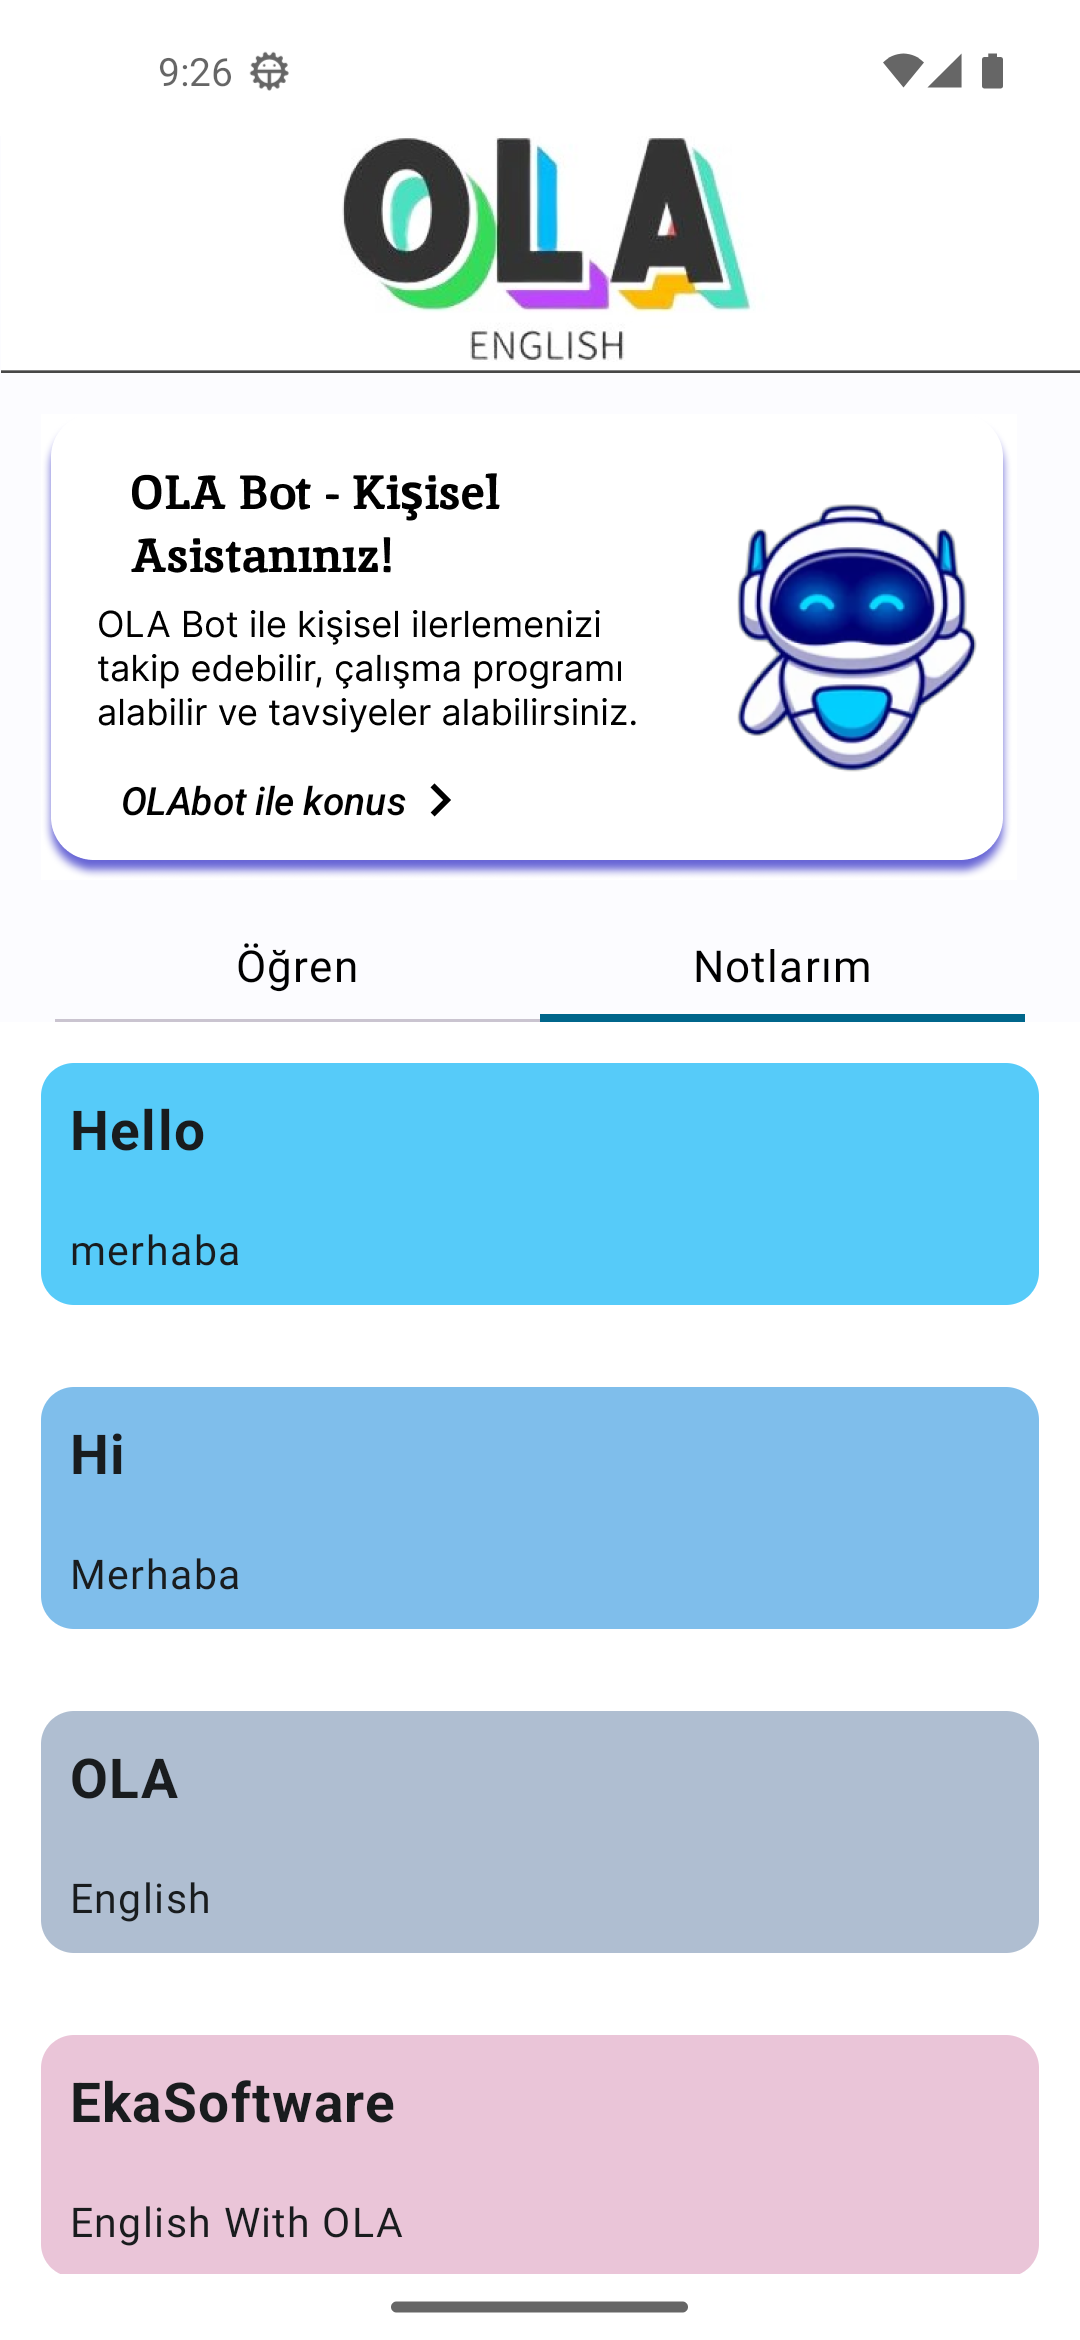 9:26
OLA
ENGLISH
OLA Bot - Kişisel
Asistanınız!
OLA Bot ile kişisel ilerlemenizi
takip edebilir, çalışma programı
alabilir ve tavsiyeler alabilirsiniz.
OLAbot ile konus
Öğren
Notlarım
Hello
merhaba
Hi
Merhaba
OLA
English
EkaSoftware
English With OLA